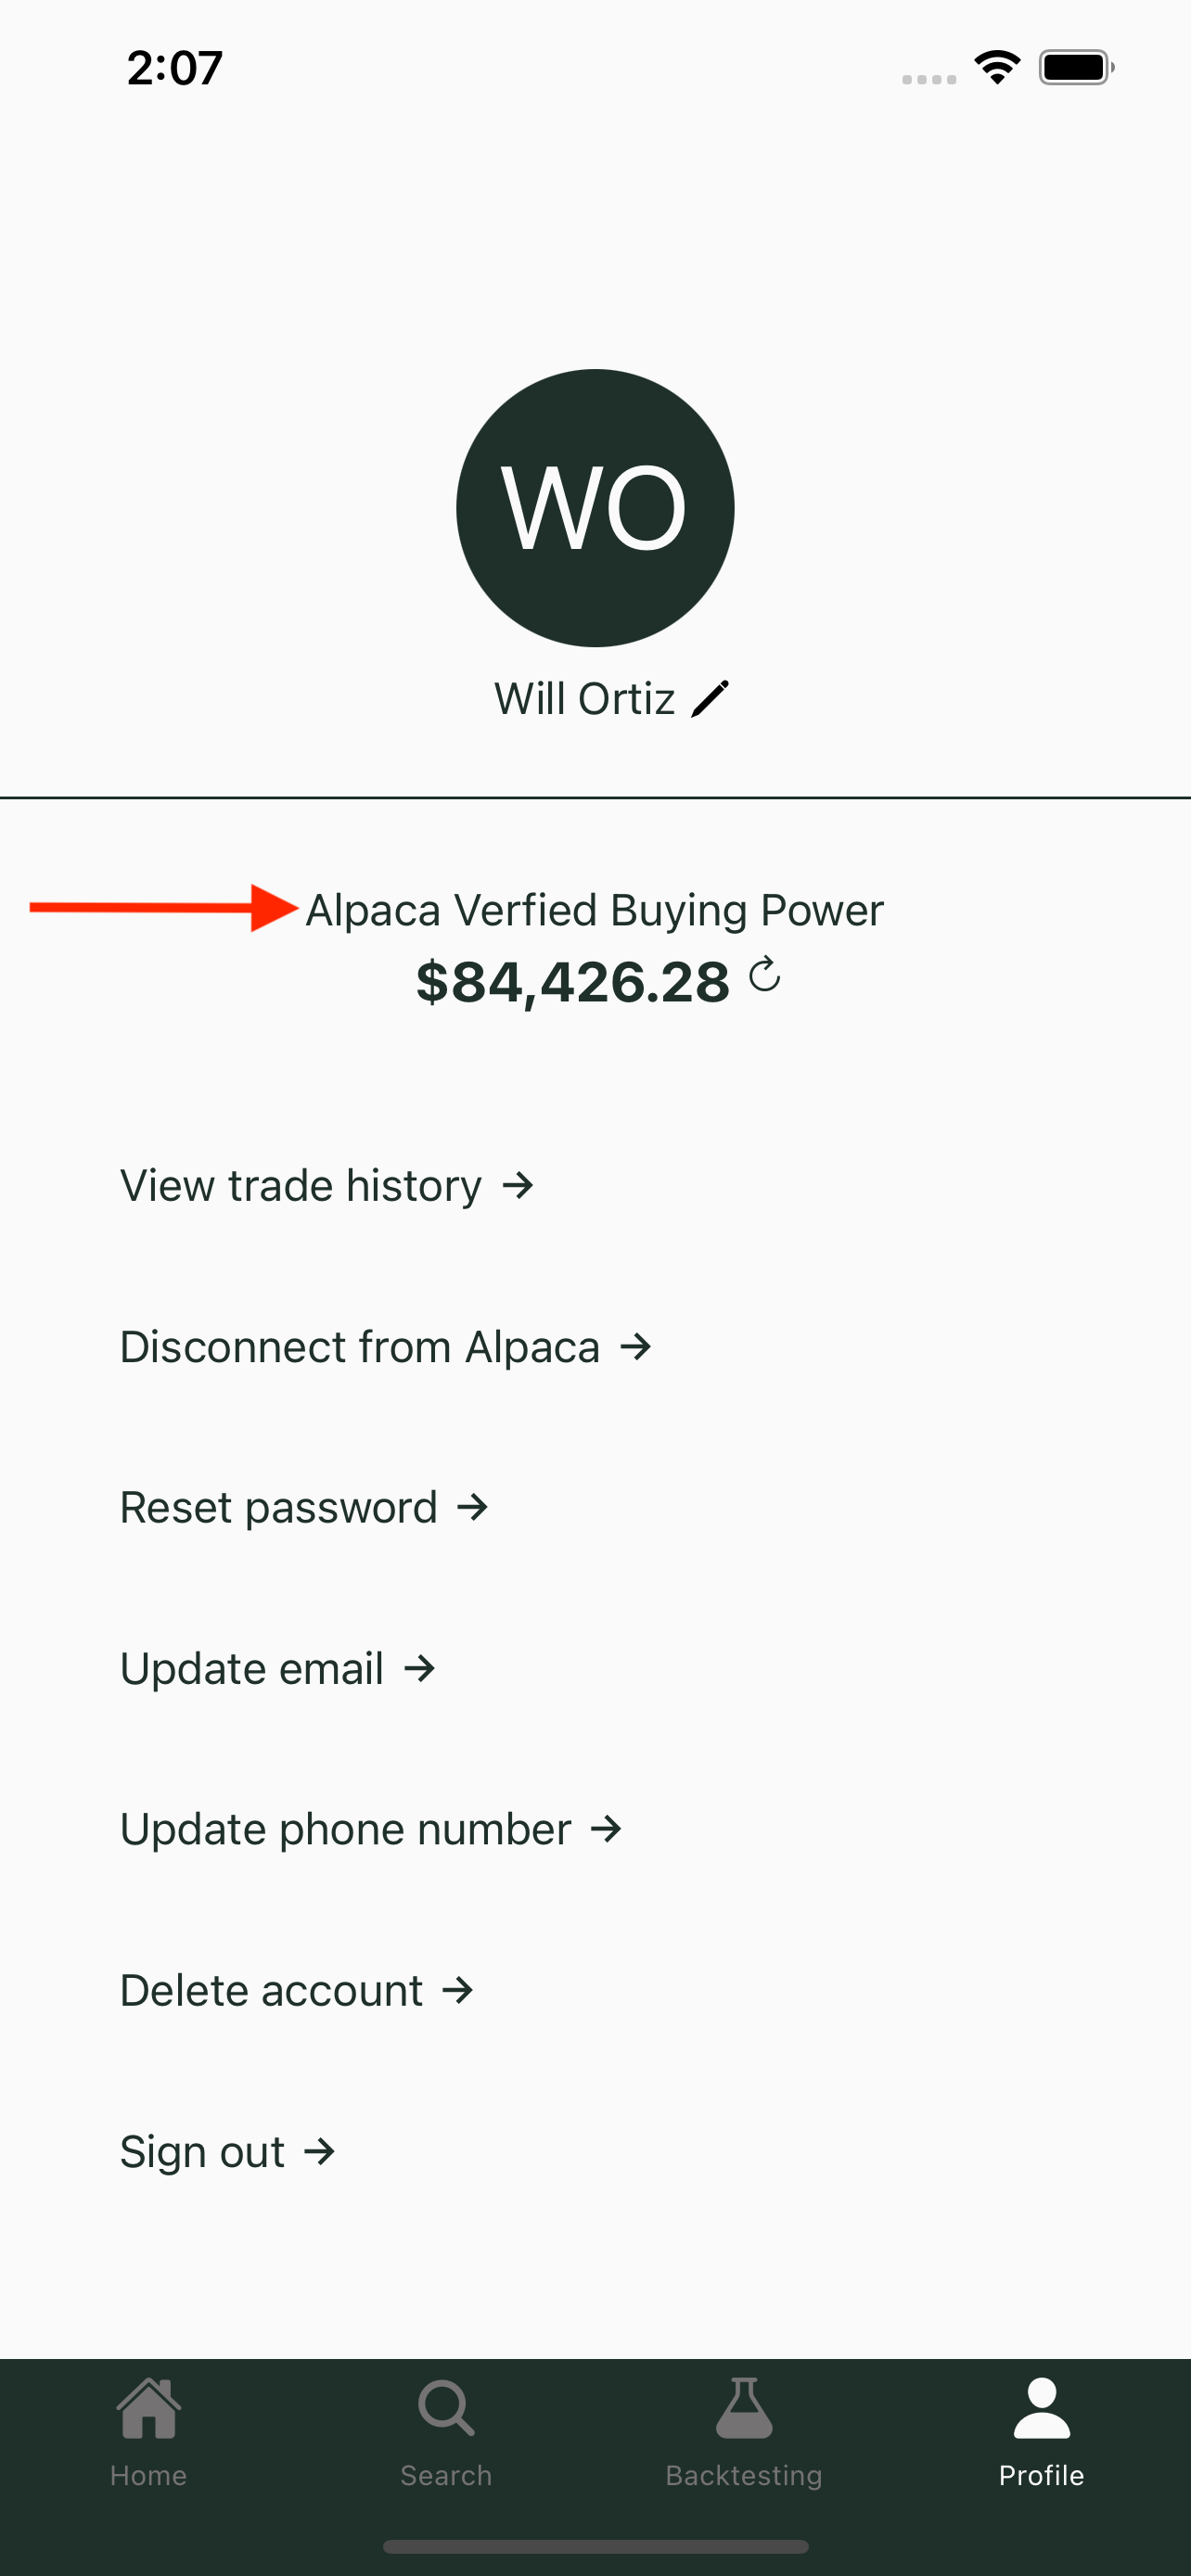 2:07
WO
Will Ortiz
Alpaca Verfied Buying Power
$84,426.28
View trade history →
Disconnect from Alpaca →
Reset password →
Update email →
Update phone number →
Delete account →
Sign out →
Home Search Backtesting Profile